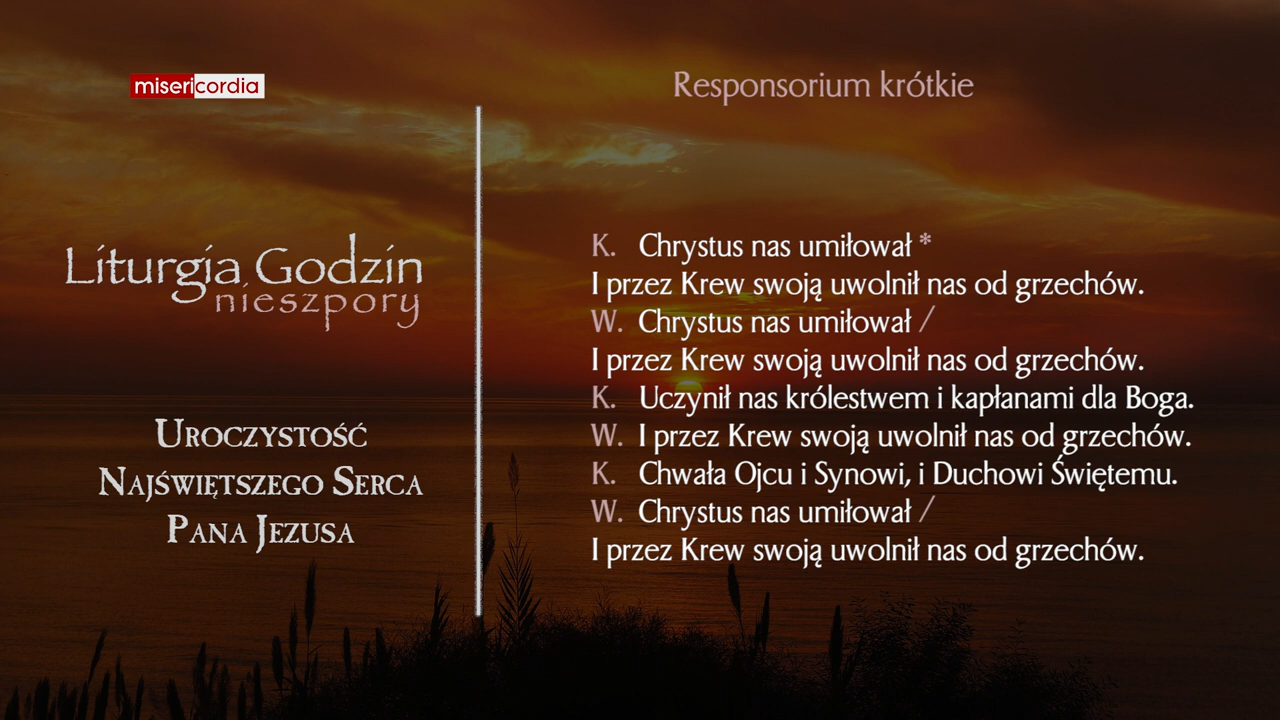 misericordia
Liturgia Godzin
nieszpory
Uroczystość
Najświętszego Serca
Pana Jezusa
Responsorium krótkie
K. Chrystus nas umiłował *
I przez Krew swoją uwolnił nas od grzechów.
W. Chrystus nas umiłował /
I przez Krew swoją uwolnił nas od grzechów.
K. Uczynił nas królestwem i kapłanami dla Boga.
W. I przez Krew swoją uwolnił nas od grzechów.
K. Chwała Ojcu i Synowi, i Duchowi Świętemu.
W. Chrystus nas umiłował /
I przez Krew swoją uwolnił nas od grzechów.